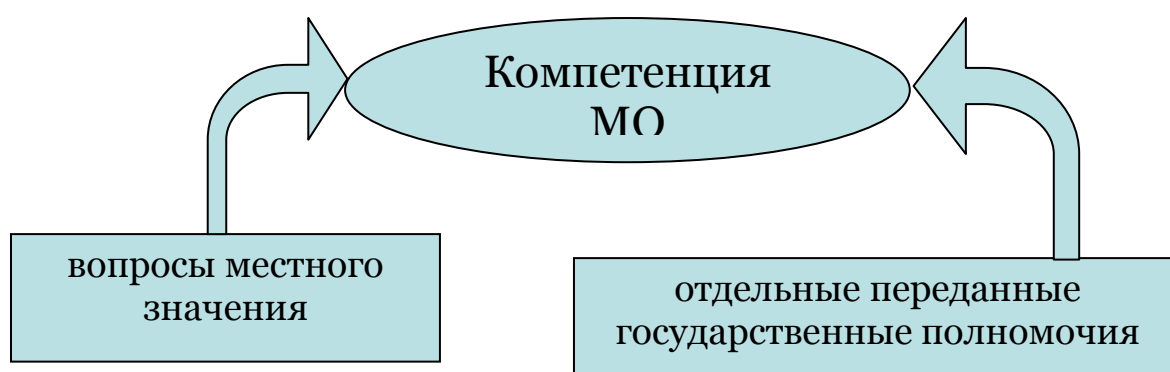 Компетенция
МО
вопросы местного
значения
отдельные переданные
государственные полномочия